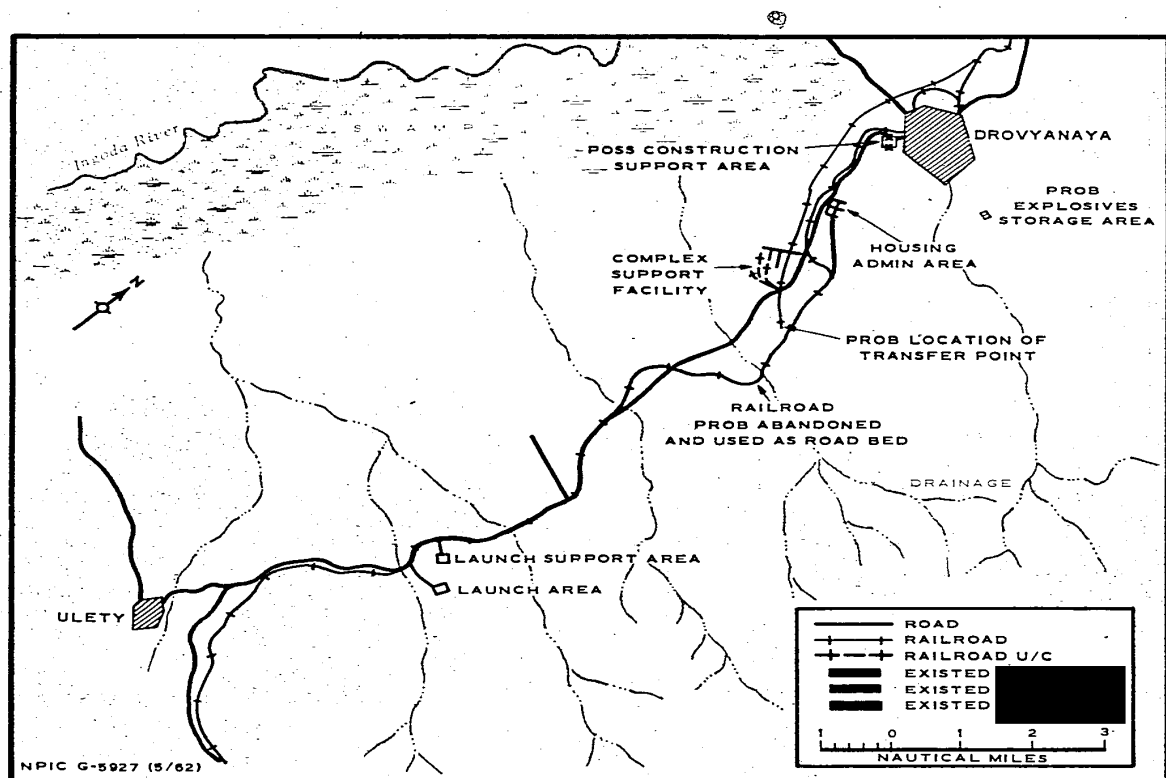 Ingoda River
SWAMP
DROVYANAYA
POSS CONSTRUCTION
SUPPORT AREA
PROB
EXPLOSIVES
STORAGE AREA
HOUSING
ADMIN AREA
COMPLEX
SUPPORT
FACILITY
N
PROB LOCATION OF
TRANSFER POINT
RAILROAD
PROB ABANDONED
AND USED AS ROAD BED
DRAINAGE
LAUNCH SUPPORT AREA
LAUNCH AREA
ULETY
ROAD
RAILROAD
RAILROAD U/C
EXISTED
EXISTED
EXISTED
1 0 1 2 3
NAUTICAL MILES
NPIC G-5927 (5/62)